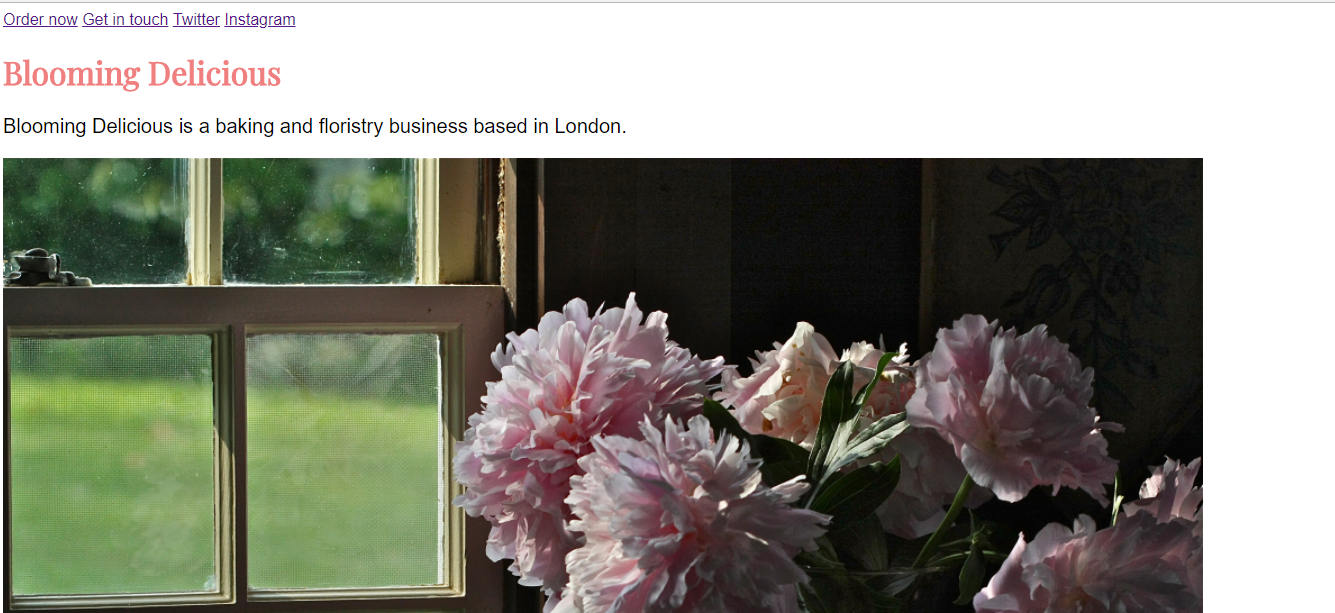 Order now Get in touch Twitter Instagram
Blooming Delicious
Blooming Delicious is a baking and floristry business based in London.